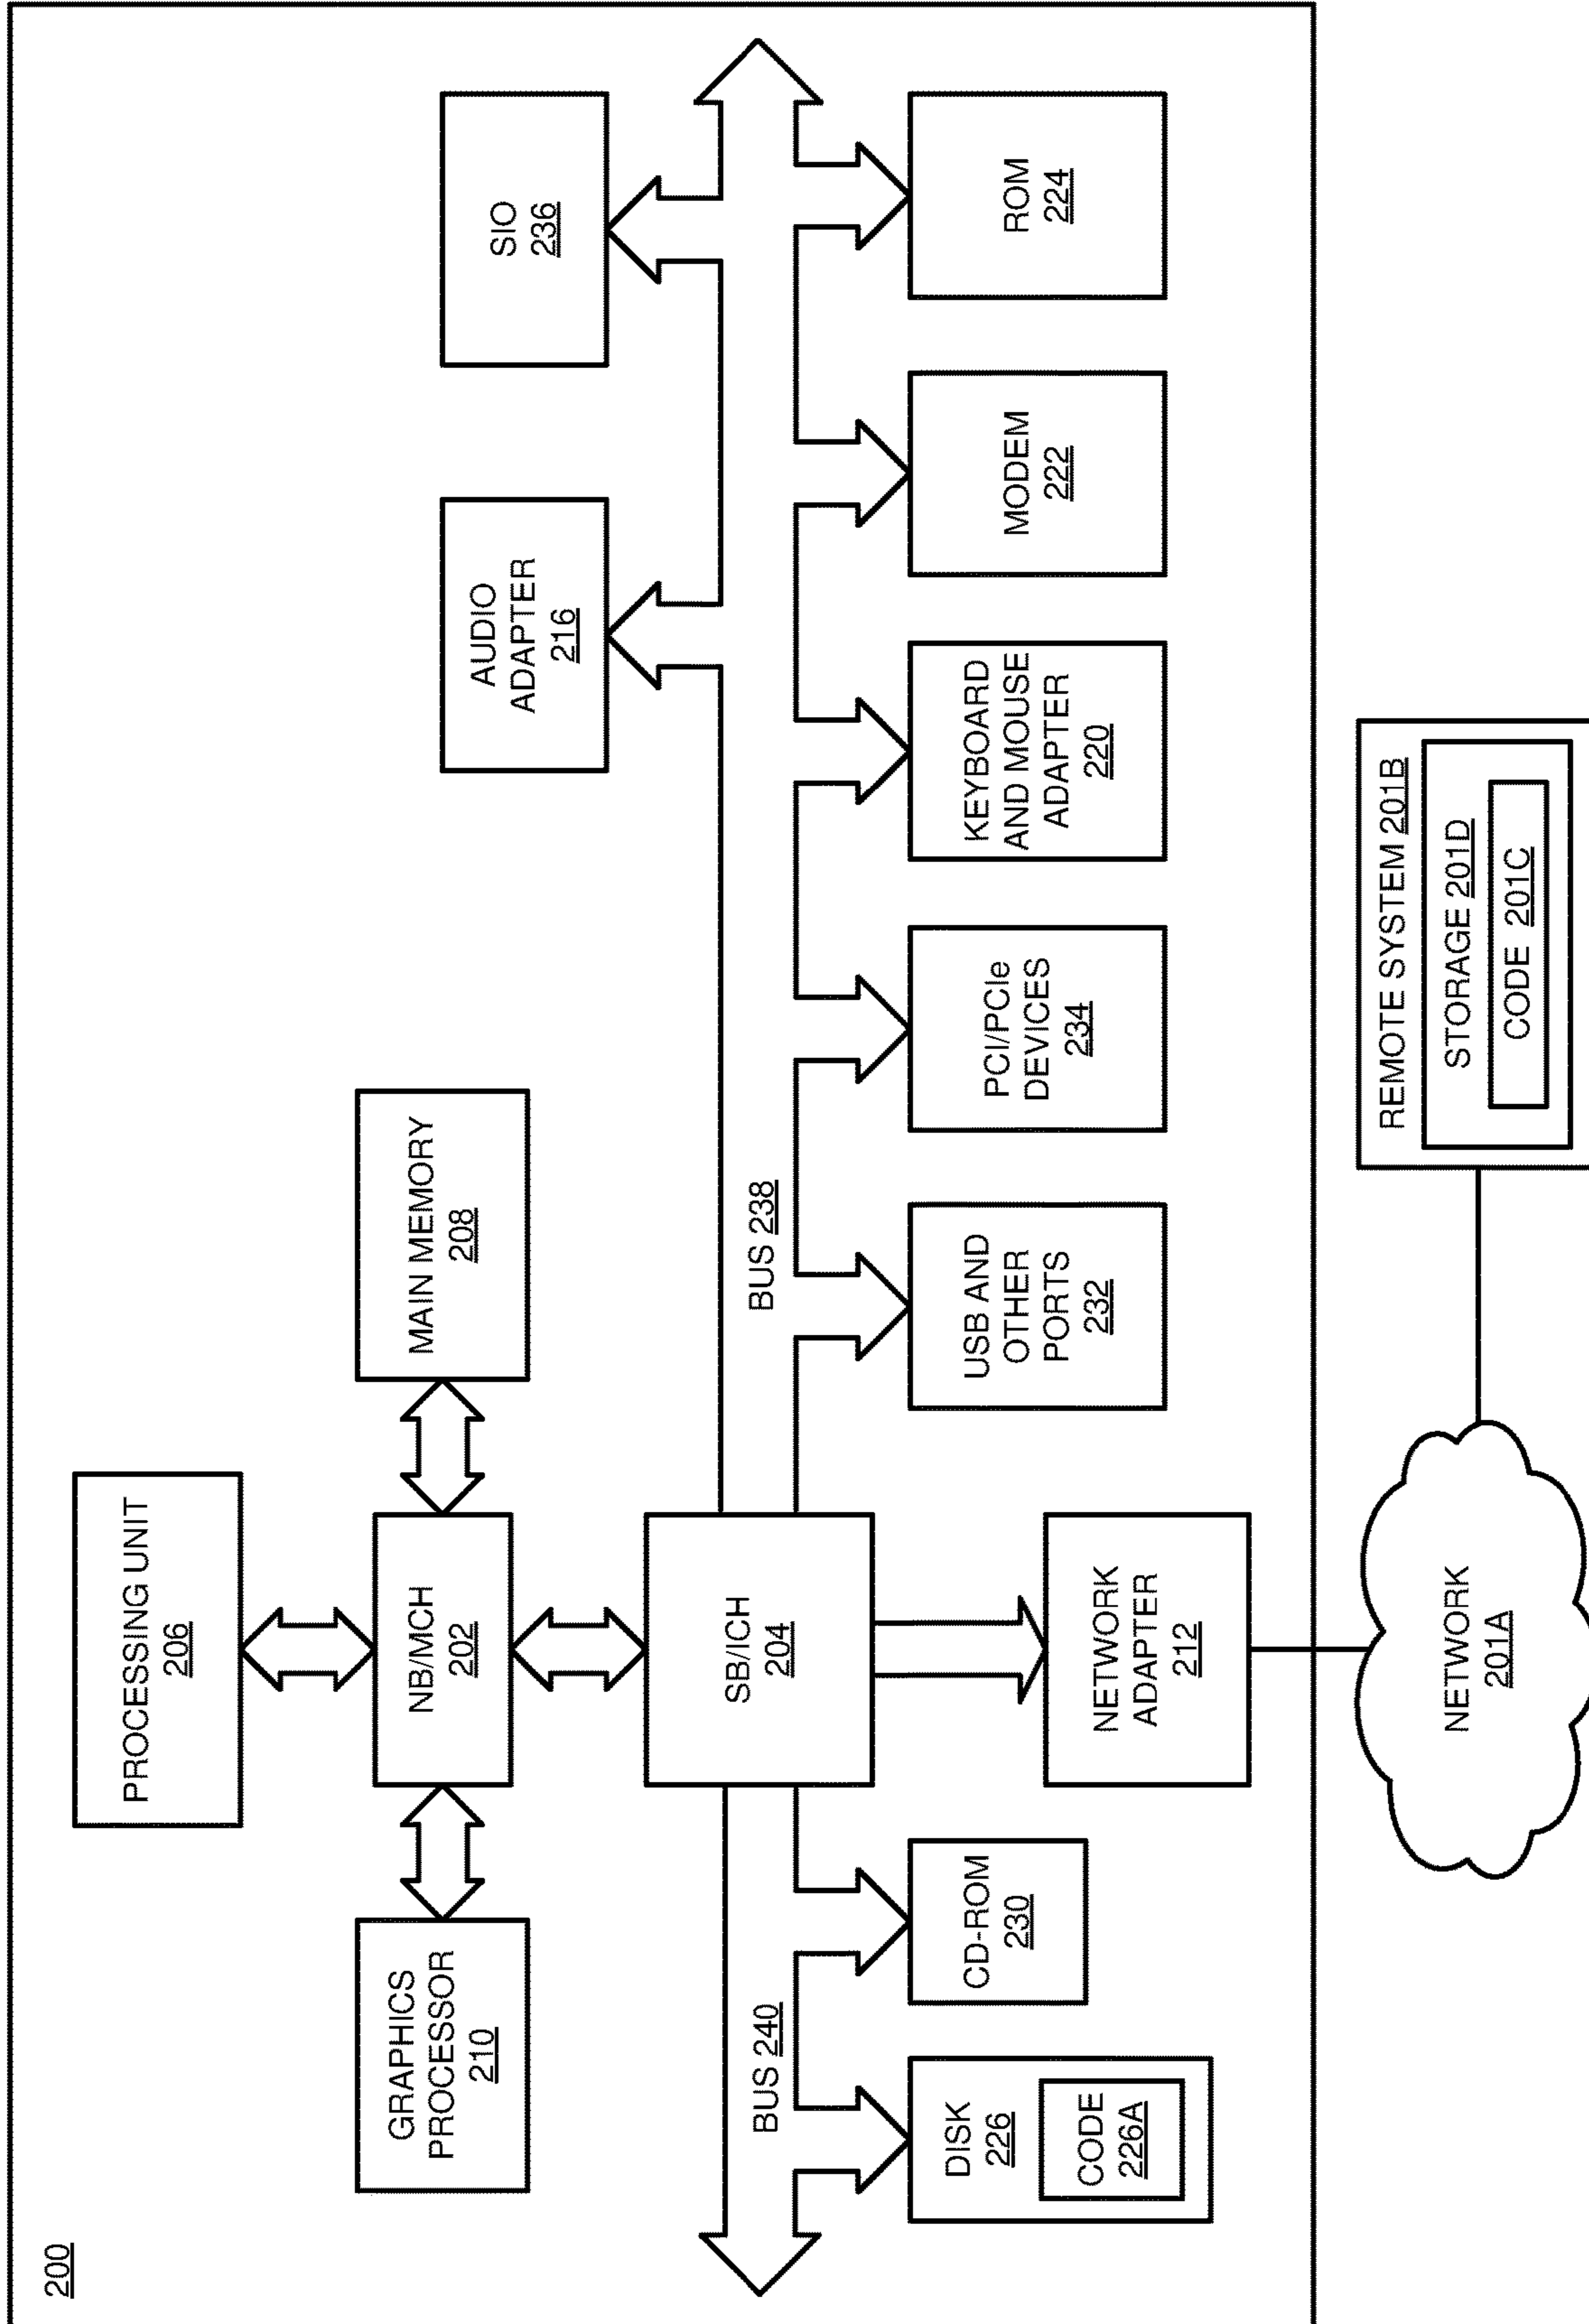 200
PROCESSING UNIT
206
GRAPHICS
PROCESSOR
210
NB/MCH
202
MAIN MEMORY
208
AUDIO
ADAPTER
216
SIO
236
SB/ICH
204
BUS 240
BUS 238
DISK
226
CODE
226A
CD-ROM
230
NETWORK
ADAPTER
212
USB AND
OTHER
PORTS
232
PCI/PCIe
DEVICES
234
KEYBOARD
AND MOUSE
ADAPTER
220
MODEM
222
ROM
224
NETWORK
201A
REMOTE SYSTEM 201B
STORAGE 201D
CODE 201C